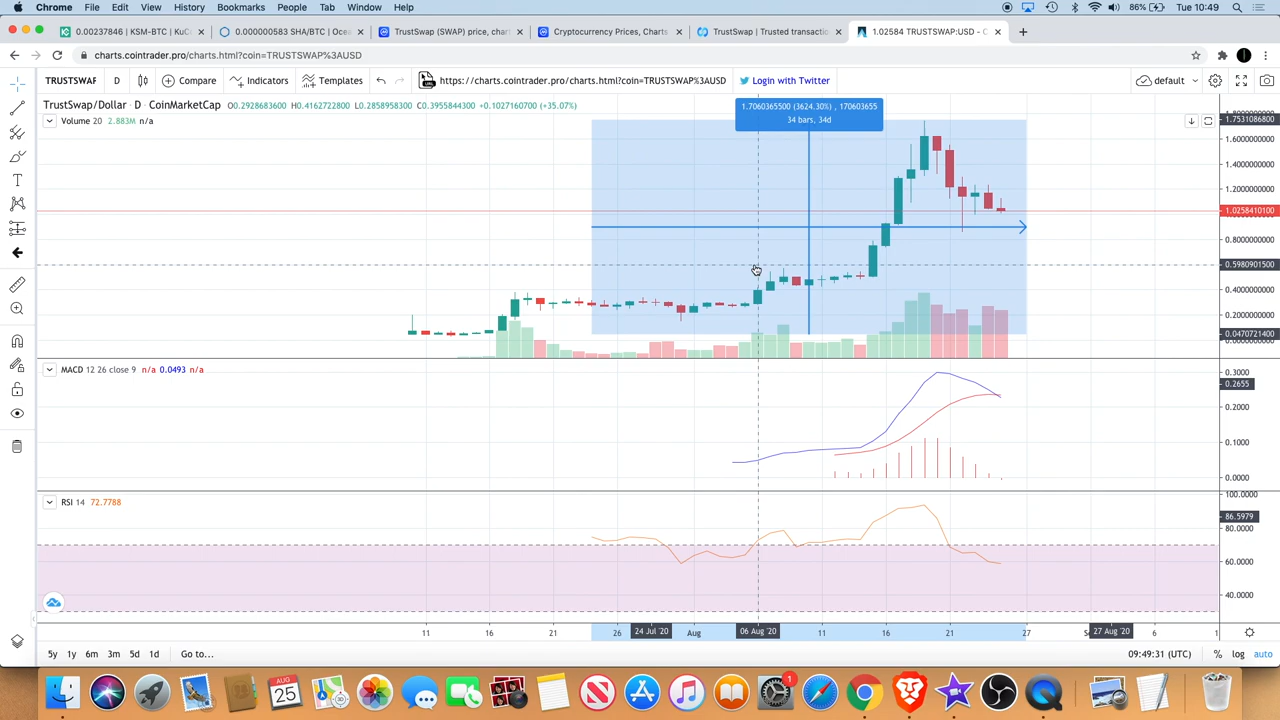 Chrome File Edit View History Bookmarks People Tab Window Help 86% Tue 10:49
0.00237846 | KSM-BTC | KuC 0.000000583 SHA/BTC | Ocea TrustSwap (SWAP) price, chart Cryptocurrency Prices, Charts TrustSwap | Trusted transactio 1.02584 TRUSTSWAP:USD - C
charts.cointrader.pro/charts.html?coin=TRUSTSWAP%3AUSD
TRUSTSWAP D Compare Indicators Templates https://charts.cointrader.pro/charts.html?coin=TRUSTSWAP%3AUSD Login with Twitter default
TrustSwap/Dollar D CoinMarketCap O0.2928683600 H0.4162722800 L0.2858958300 C0.3955844300 +0.1027160700 (+35.07%)
Volume 20 2.883M n/a
1.7060365500 (3624.30%) , 170603655
34 bars, 34d
1.7531086800
1.6000000000
1.4000000000
1.2000000000
1.0258410100
0.8000000000
0.5980901500
0.4000000000
0.2000000000
0.0470721400
MACD 12 26 close 9 n/a 0.0493 n/a
0.3000
0.2655
0.2000
0.1000
0.0000
RSI 14 72.7788
100.0000
86.5979
80.0000
60.0000
40.0000
11 16 21 26 24 Jul '20 Aug 06 Aug '20 11 16 21 27 27 Aug '20 6
5y 1y 6m 3m 5d 1d Go to... 09:49:31 (UTC) % log auto
AUG
25
1